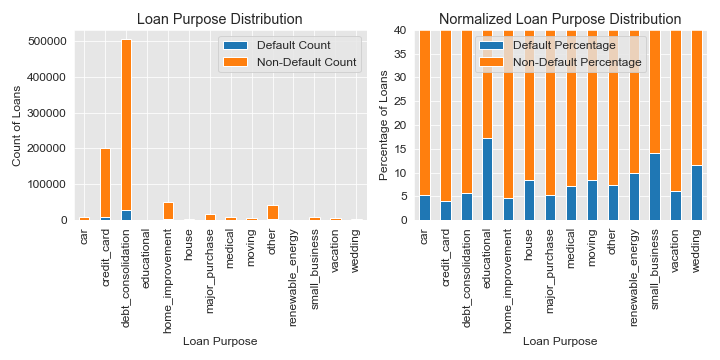 Loan Purpose Distribution
Default Count
Non-Default Count
Count of Loans
500000
400000
300000
200000
100000
0
car
credit_card
debt_consolidation
educational
home_improvement
house
major_purchase
medical
moving
other
renewable_energy
small_business
vacation
wedding
Loan Purpose
Normalized Loan Purpose Distribution
Default Percentage
Non-Default Percentage
Percentage of Loans
40
35
30
25
20
15
10
5
0
car
credit_card
debt_consolidation
educational
home_improvement
house
major_purchase
medical
moving
other
renewable_energy
small_business
vacation
wedding
Loan Purpose